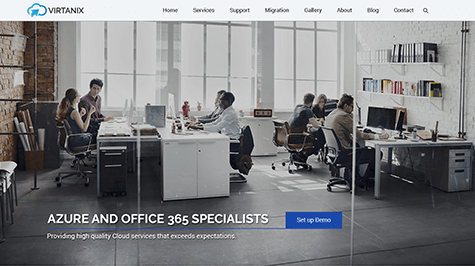 VIRTANIX
Home Services Support Migration Gallery About Blog Contact
AZURE AND OFFICE 365 SPECIALISTS
Set up Demo
Providing high quality Cloud services that exceeds expectations.